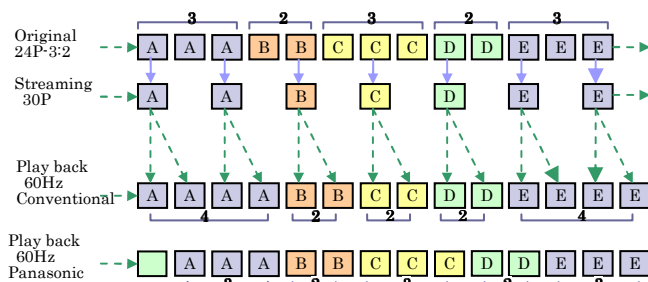 3 2 3 2 3
Original
24P-3:2
A A A B B C C C D D E E E
Streaming
30P
A A B C D E E
Play back
60Hz
Conventional
A A A A B B C C D D E E E E
4 2 2 2 4
Play back
60Hz
Panasonic
A A A B B C C C D D E E E